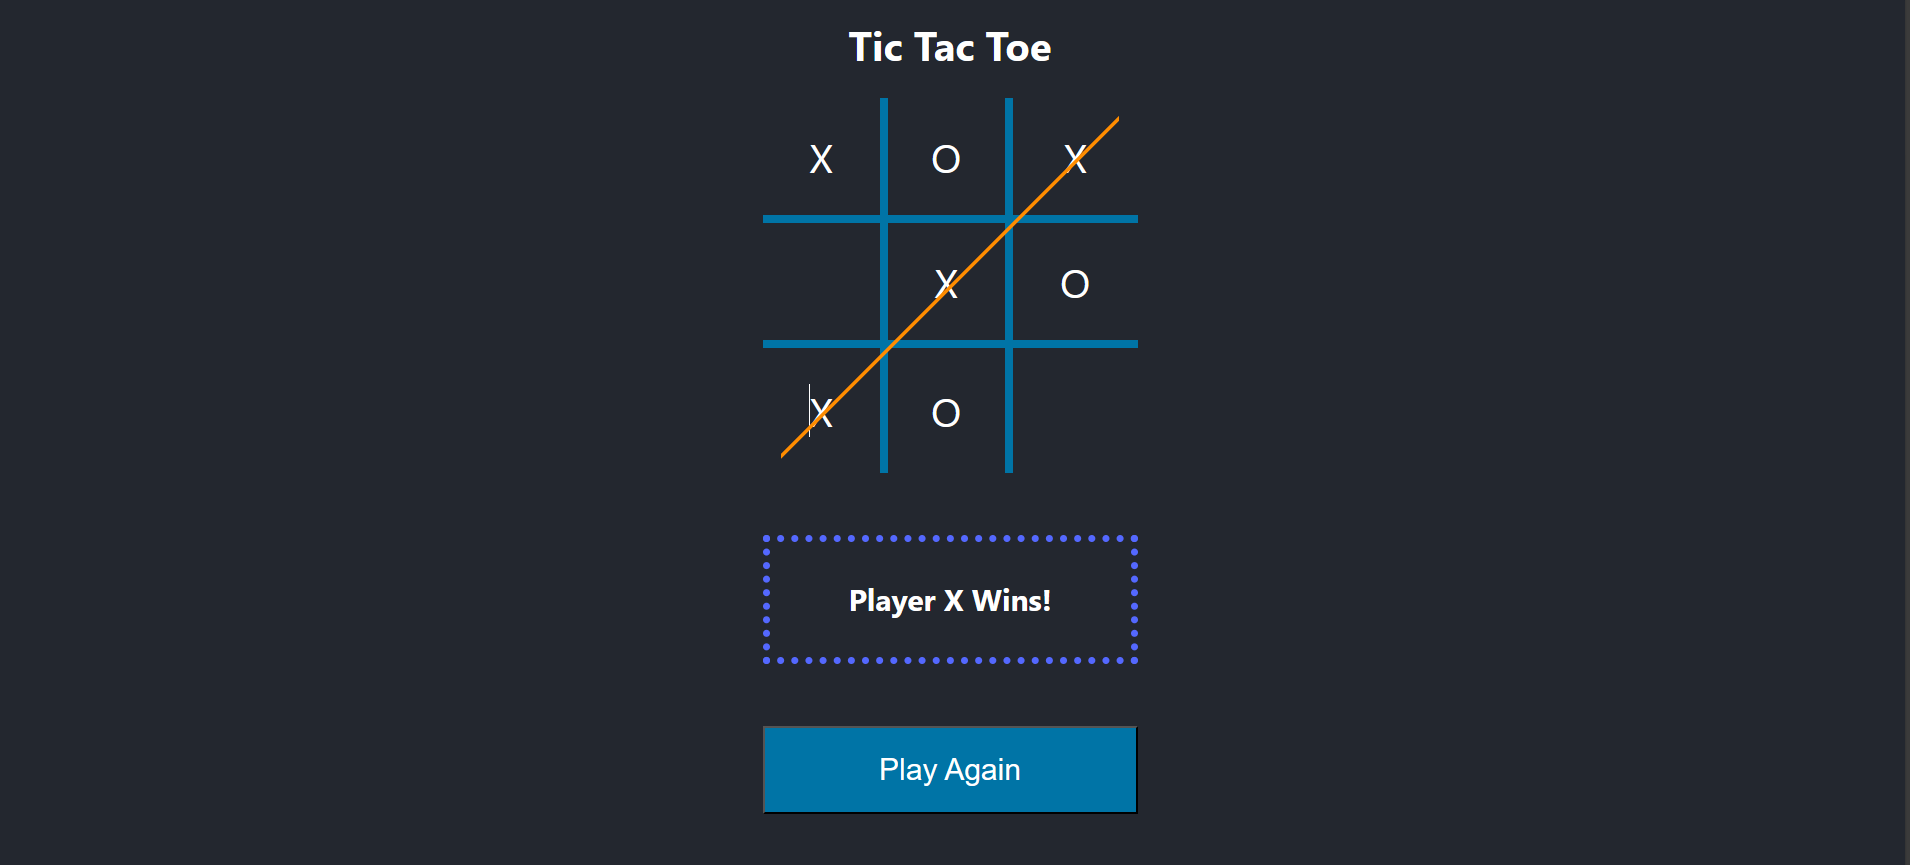 Tic Tac Toe
X O X
X O
X O
Player X Wins!
Play Again